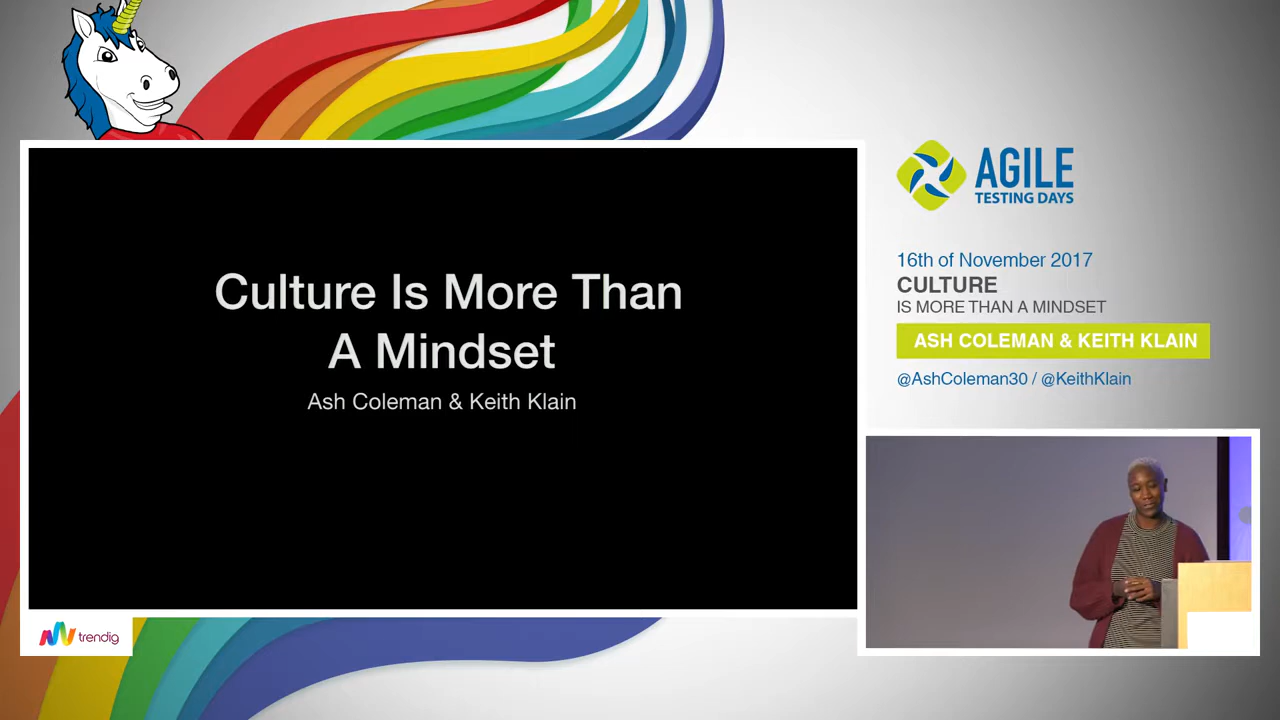 Culture Is More Than
A Mindset
Ash Coleman & Keith Klain
AGILE
TESTING DAYS
16th of November 2017
CULTURE
IS MORE THAN A MINDSET
ASH COLEMAN & KEITH KLAIN
@AshColeman30 / @KeithKlain
trendig